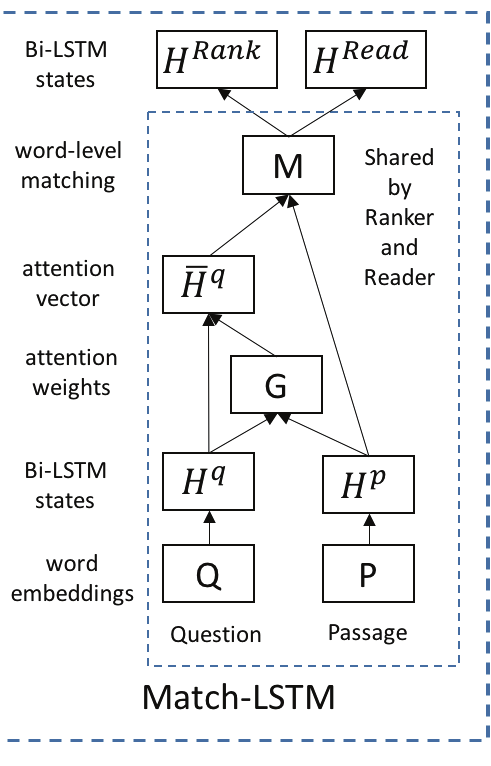 Bi-LSTM
states
H^Rank
H^Read
word-level
matching
M
Shared
by
Ranker
and
Reader
attention
vector
H̅^q
attention
weights
G
Bi-LSTM
states
H^q
H^p
word
embeddings
Q
P
Question
Passage
Match-LSTM